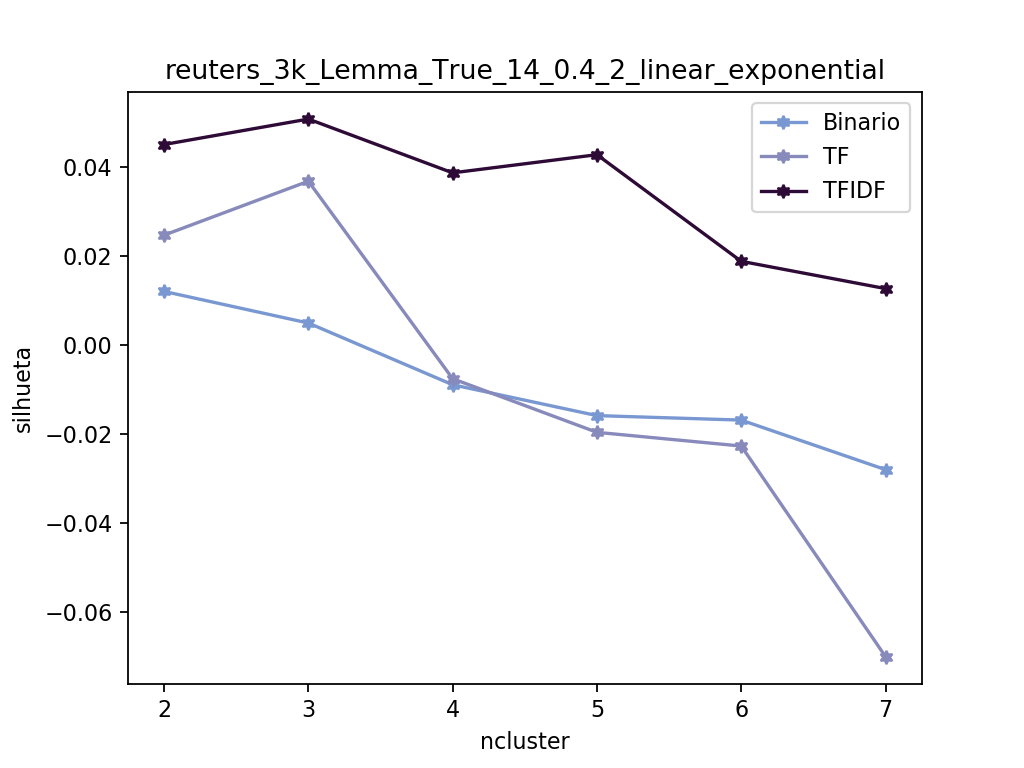 reuters_3k_Lemma_True_14_0.4_2_linear_exponential
Binario
TF
TFIDF
0.04
0.02
0.00
−0.02
−0.04
−0.06
silhueta
2 3 4 5 6 7
ncluster